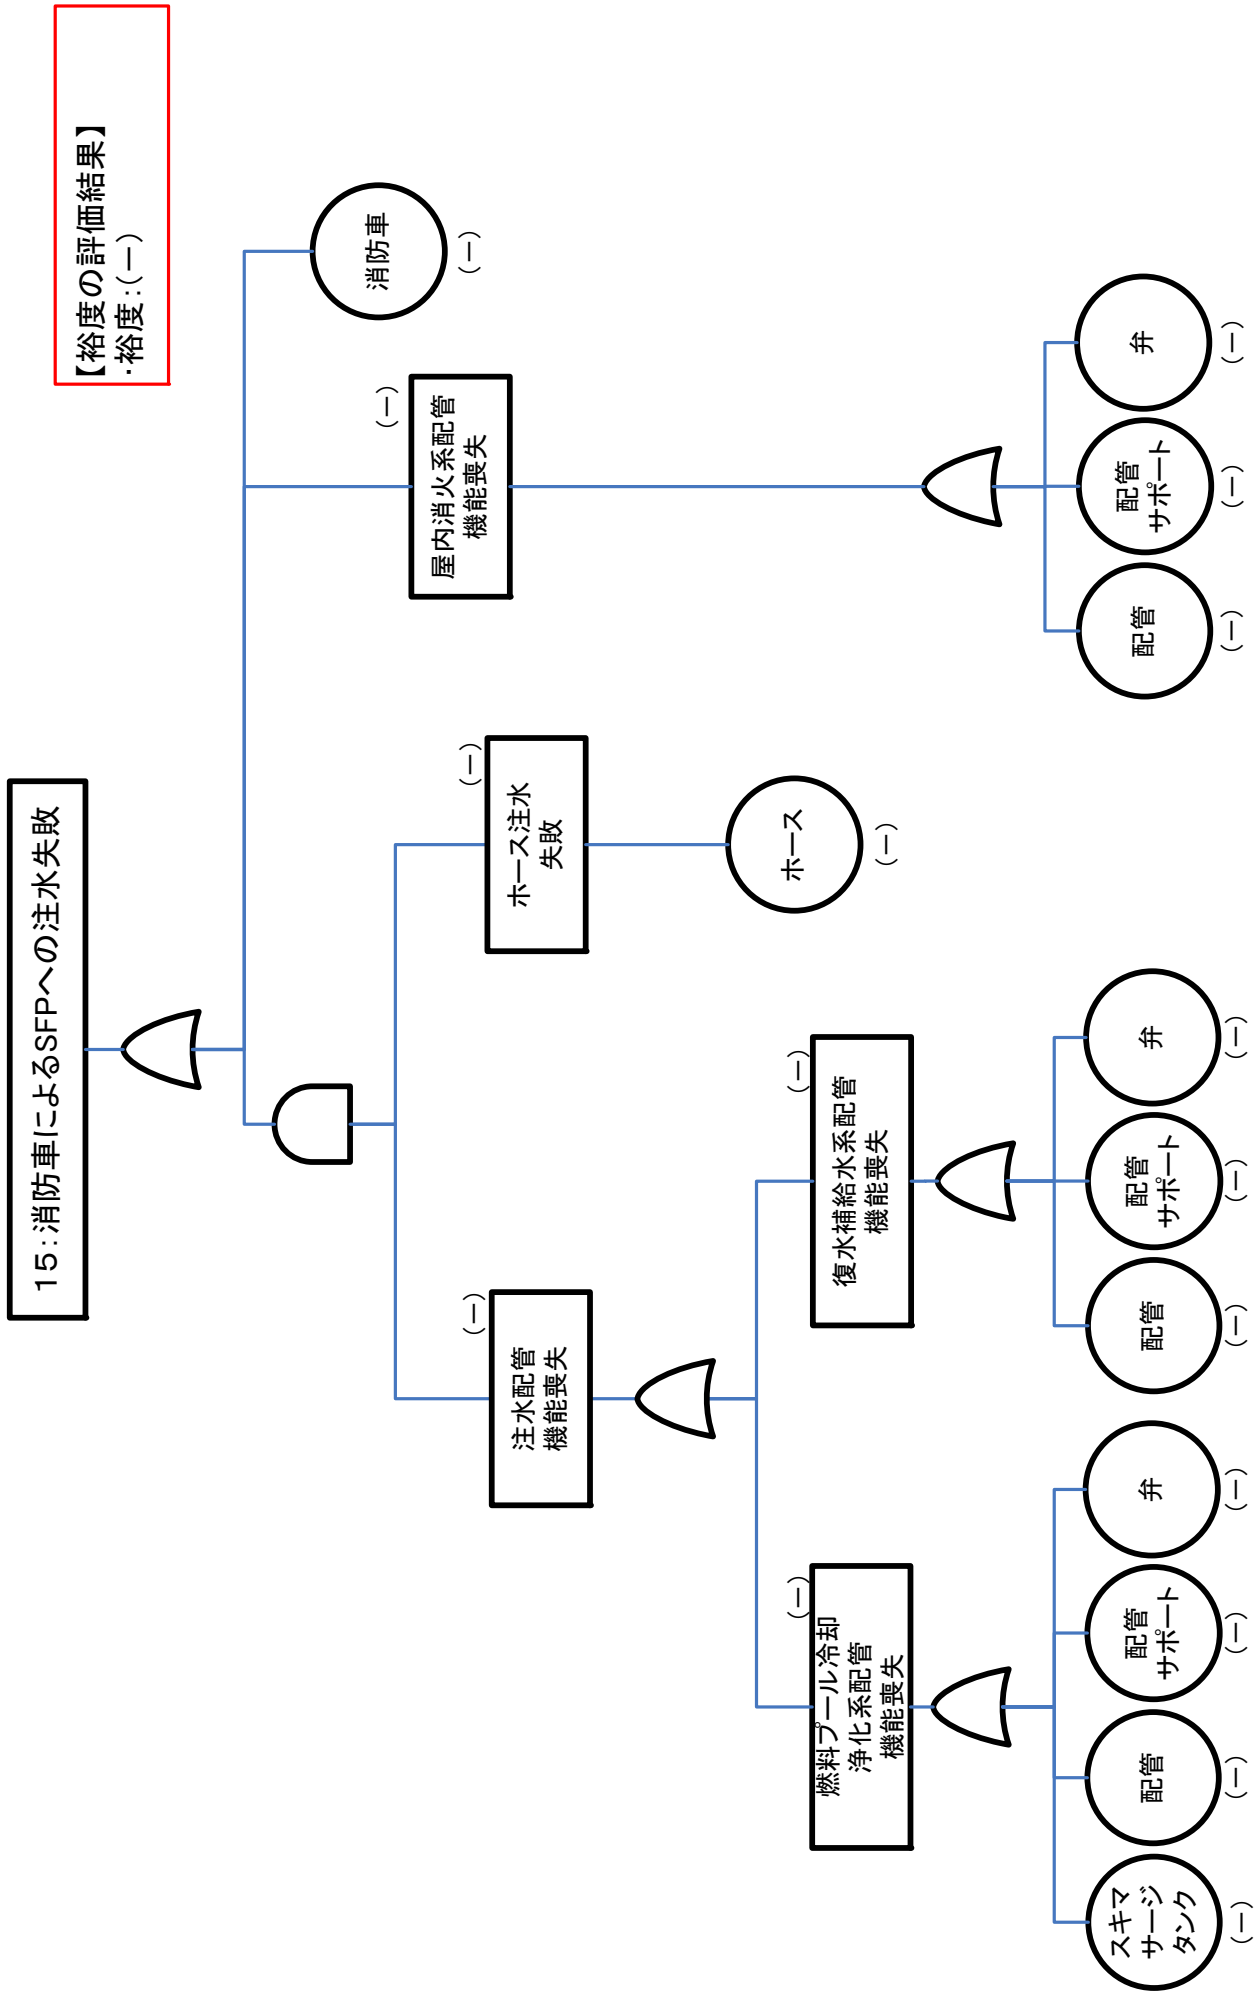 15:消防車によるSFPへの注水失敗
【裕度の評価結果】
・裕度:(－)
消防車
(－)
屋内消火系配管
機能喪失
(－)
注水配管
機能喪失
(－)
ホース注水
失敗
(－)
ホース
(－)
燃料プール冷却
浄化系配管
機能喪失
(－)
復水補給水系配管
機能喪失
(－)
スキマ
サージ
タンク
(－)
配管
(－)
配管
サポート
(－)
弁
(－)
配管
(－)
配管
サポート
(－)
弁
(－)
配管
(－)
配管
サポート
(－)
弁
(－)